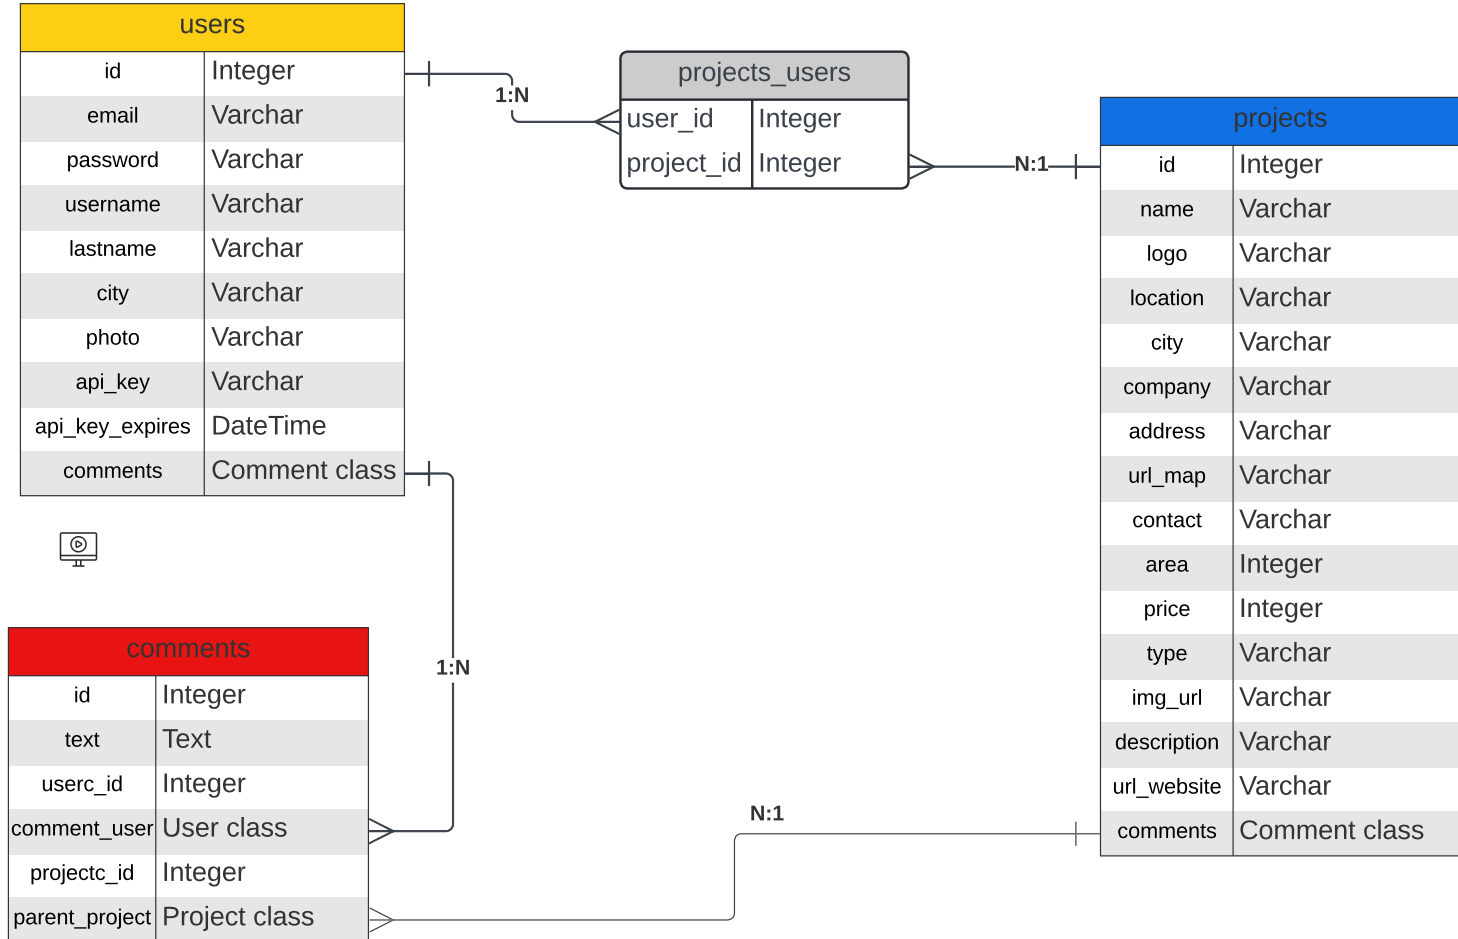 users
id Integer
email Varchar
password Varchar
username Varchar
lastname Varchar
city Varchar
photo Varchar
api_key Varchar
api_key_expires DateTime
comments Comment class
1:N
projects_users
user_id Integer
project_id Integer
N:1
projects
id Integer
name Varchar
logo Varchar
location Varchar
city Varchar
company Varchar
address Varchar
url_map Varchar
contact Varchar
area Integer
price Integer
type Varchar
img_url Varchar
description Varchar
url_website Varchar
comments Comment class
1:N
comments
id Integer
text Text
userc_id Integer
comment_user User class
projectc_id Integer
parent_project Project class
N:1